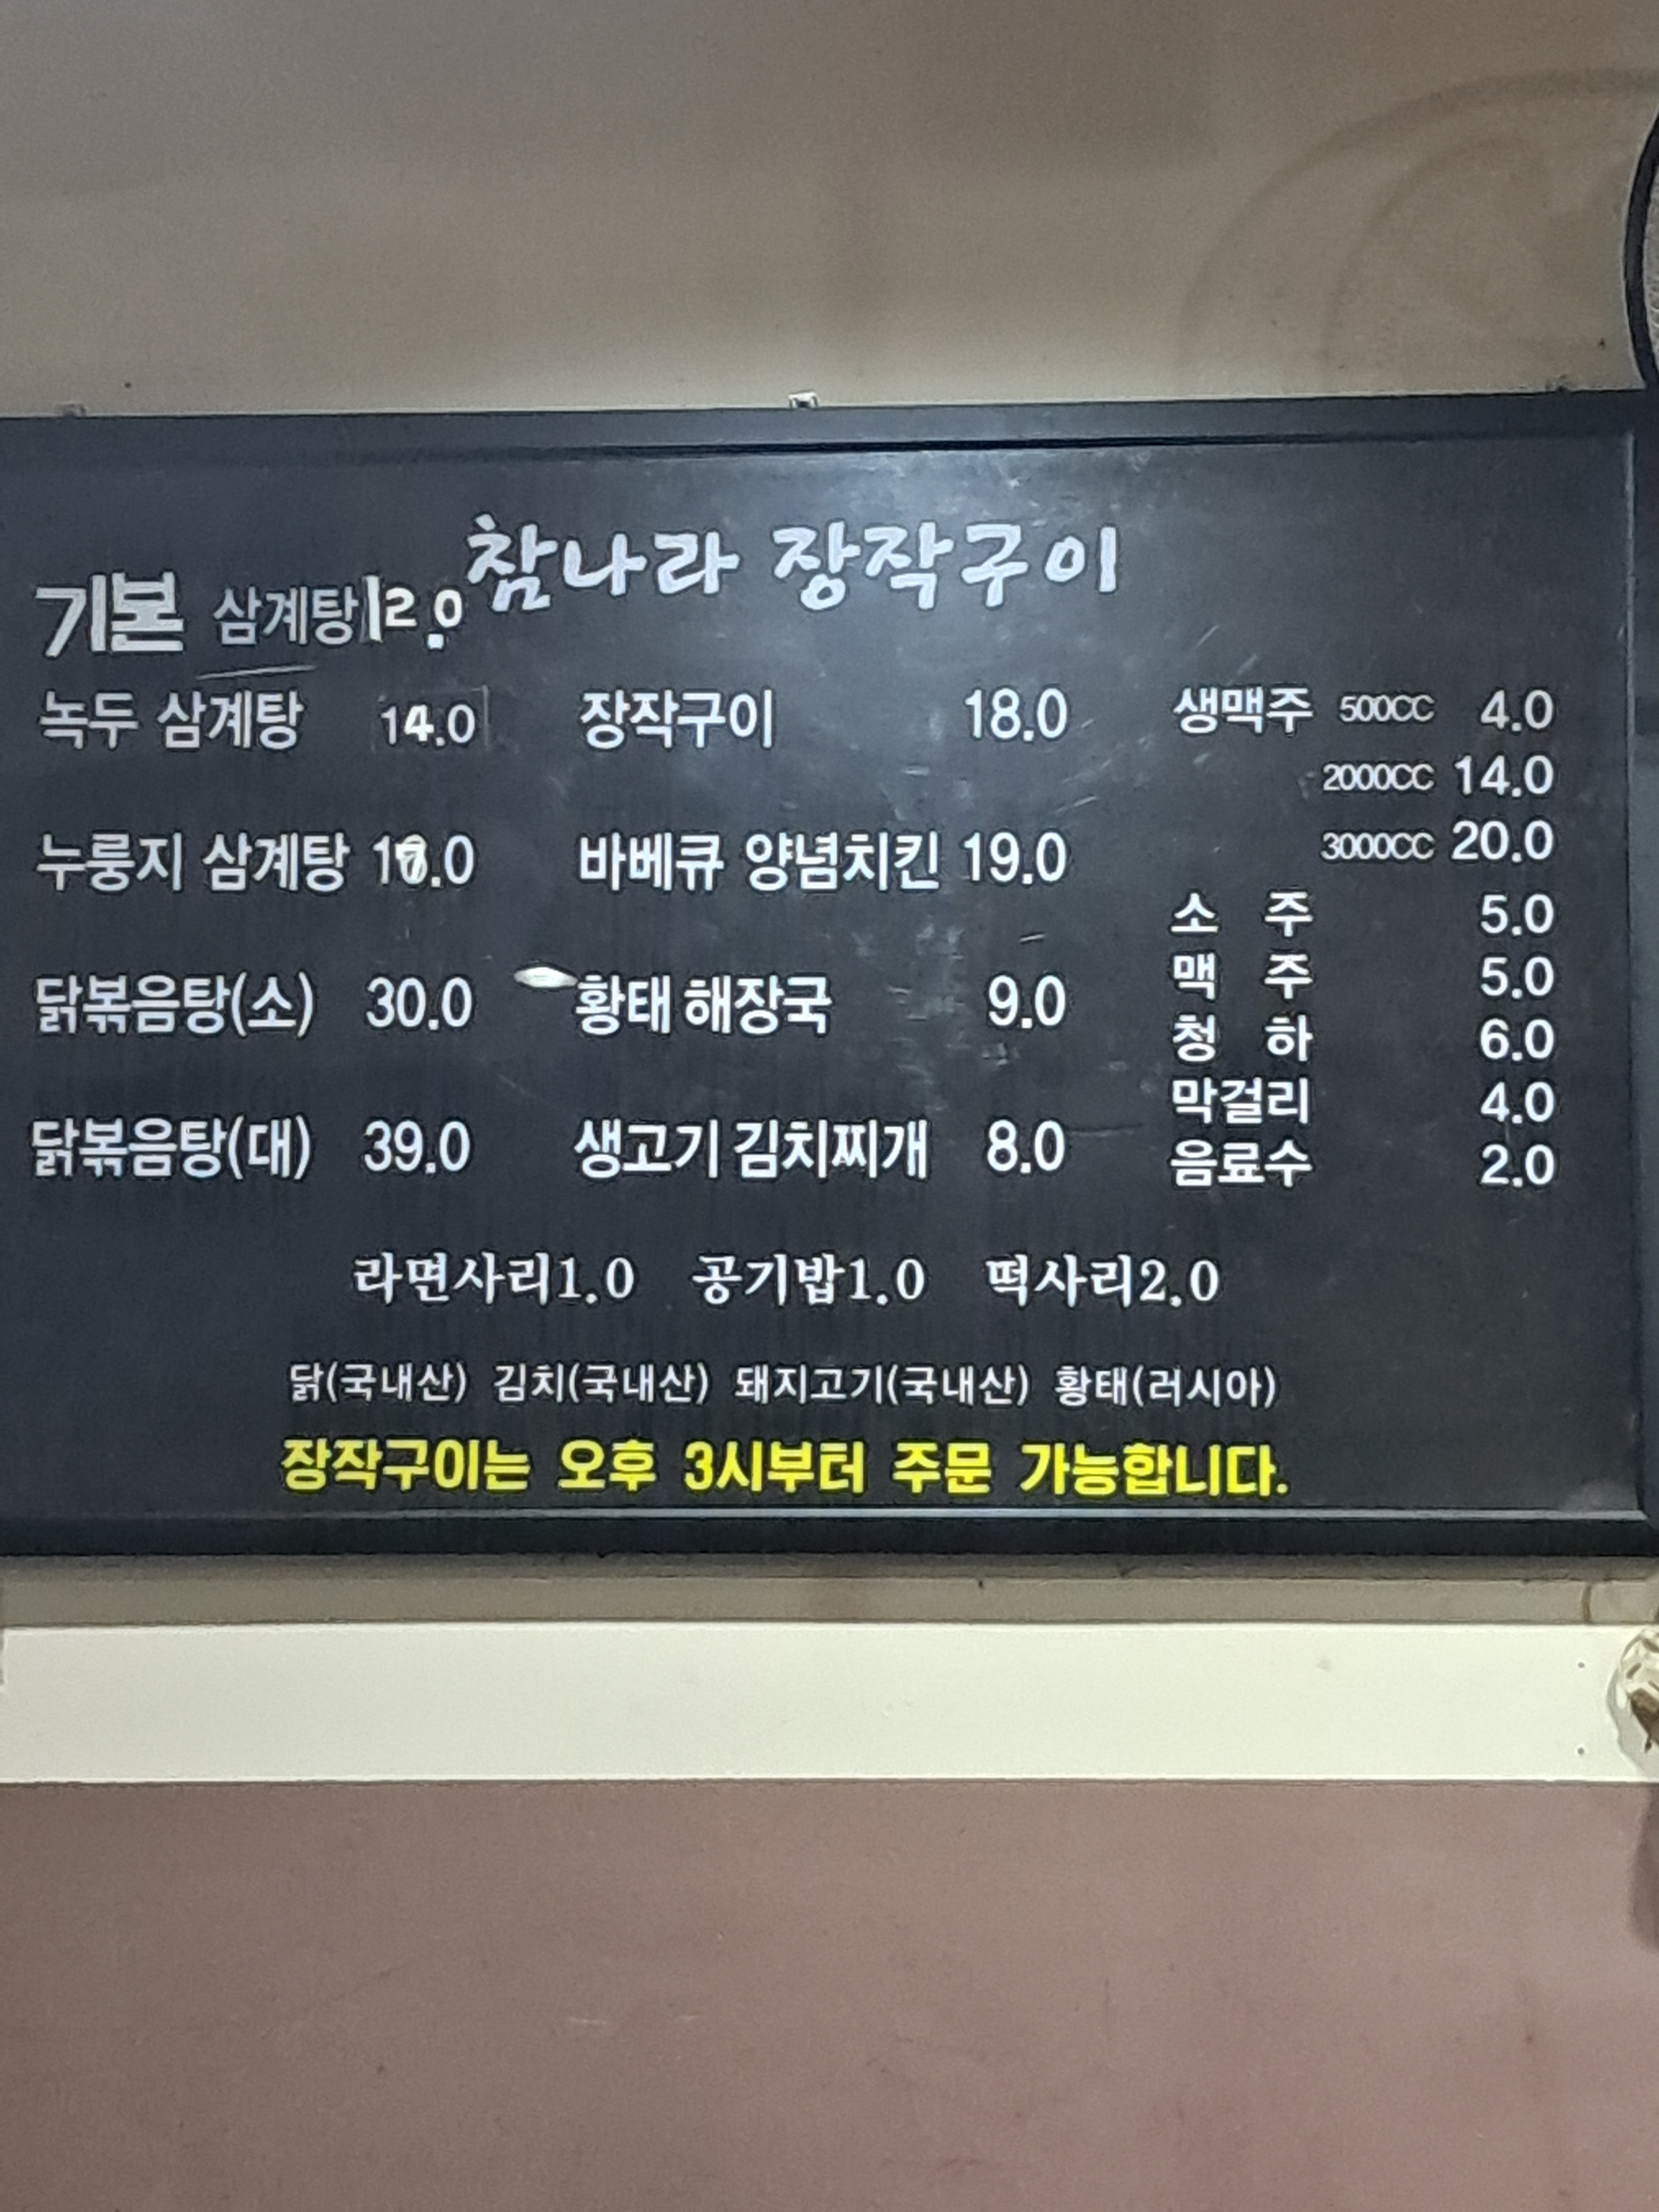 참나라 장작구이
기본 삼계탕 12.0
녹두 삼계탕 14.0
누룽지 삼계탕
닭볶음탕(소) 30.0
닭볶음탕(대) 39.0
장작구이 18.0
바베큐 양념치킨 19.0
황태 해장국 9.0
생고기 김치찌개 8.0
생맥주 500CC 4.0
2000CC 14.0
3000CC 20.0
소 주 5.0
맥 주 5.0
청 하 6.0
막걸리 4.0
음료수 2.0
라면사리1.0 공기밥1.0 떡사리2.0
닭(국내산) 김치(국내산) 돼지고기(국내산) 황태(러시아)
장작구이는 오후 3시부터 주문 가능합니다.